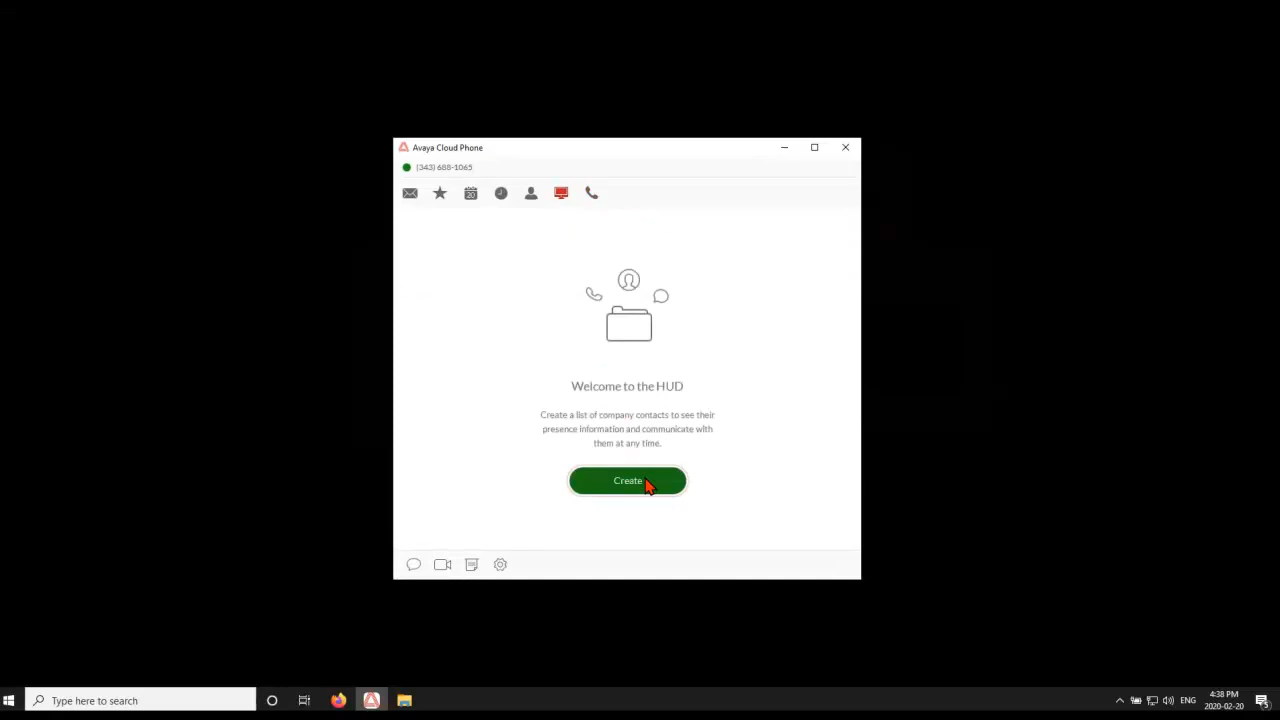 Avaya Cloud Phone
(343) 688-1065
20
Welcome to the HUD
Create a list of company contacts to see their
presence information and communicate with
them at any time.
Create
Type here to search
ENG
4:38 PM
2020-02-20